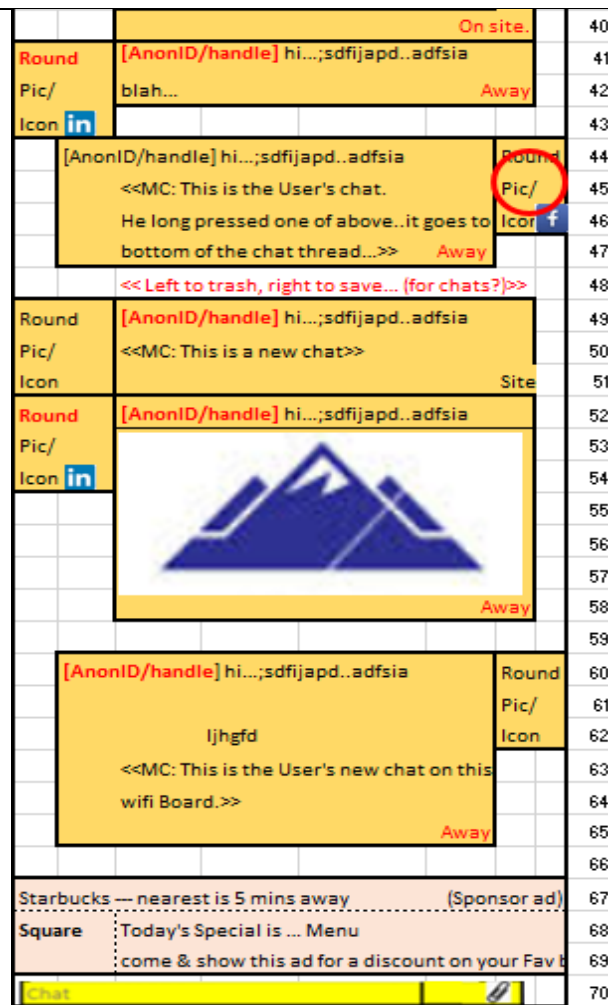 On site. 40
Round [AnonID/handle] hi...;sdfijapd..adfsia 41
Pic/ blah... Away 42
Icon in 43
[AnonID/handle] hi...;sdfijapd..adfsia Round 44
<<MC: This is the User's chat. Pic/ 45
He long pressed one of above..it goes to Icon f 46
bottom of the chat thread...>> Away 47
<< Left to trash, right to save... (for chats?)>> 48
Round [AnonID/handle] hi...;sdfijapd..adfsia 49
Pic/ <<MC: This is a new chat>> 50
Icon Site 51
Round [AnonID/handle] hi...;sdfijapd..adfsia 52
Pic/ 53
Icon in 54
55
56
57
Away 58
59
[AnonID/handle] hi...;sdfijapd..adfsia Round 60
Pic/ 61
ljhgfd Icon 62
<<MC: This is the User's new chat on this 63
wifi Board.>> 64
Away 65
66
Starbucks --- nearest is 5 mins away (Sponsor ad) 67
Square Today's Special is ... Menu 68
come & show this ad for a discount on your Fav b 69
Chat 70